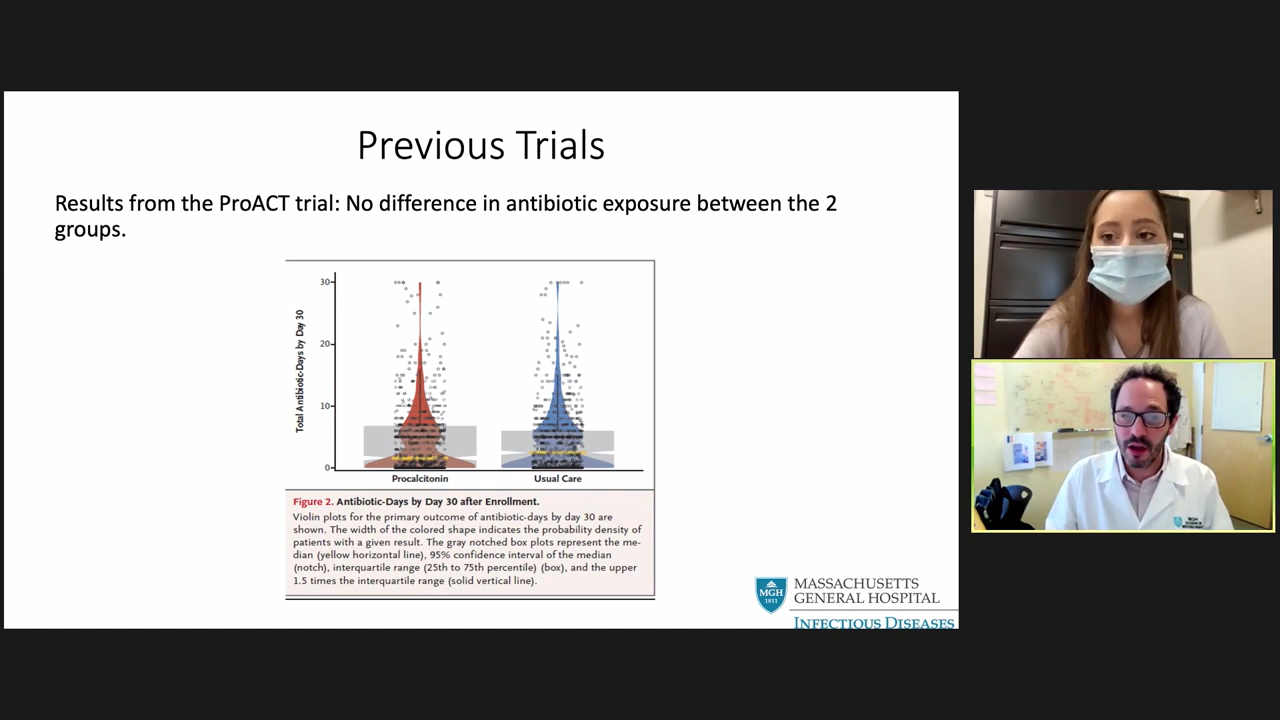 Previous Trials
Results from the ProACT trial: No difference in antibiotic exposure between the 2
groups.
Total Antibiotic-Days by Day 30
30
20
10
0
Procalcitonin
Usual Care
Figure 2. Antibiotic-Days by Day 30 after Enrollment.
Violin plots for the primary outcome of antibiotic-days by day 30 are
shown. The width of the colored shape indicates the probability density of
patients with a given result. The gray notched box plots represent the me-
dian (yellow horizontal line), 95% confidence interval of the median
(notch), interquartile range (25th to 75th percentile) (box), and the upper
1.5 times the interquartile range (solid vertical line).
MGH
1811
MASSACHUSETTS
GENERAL HOSPITAL
INFECTIOUS DISEASES